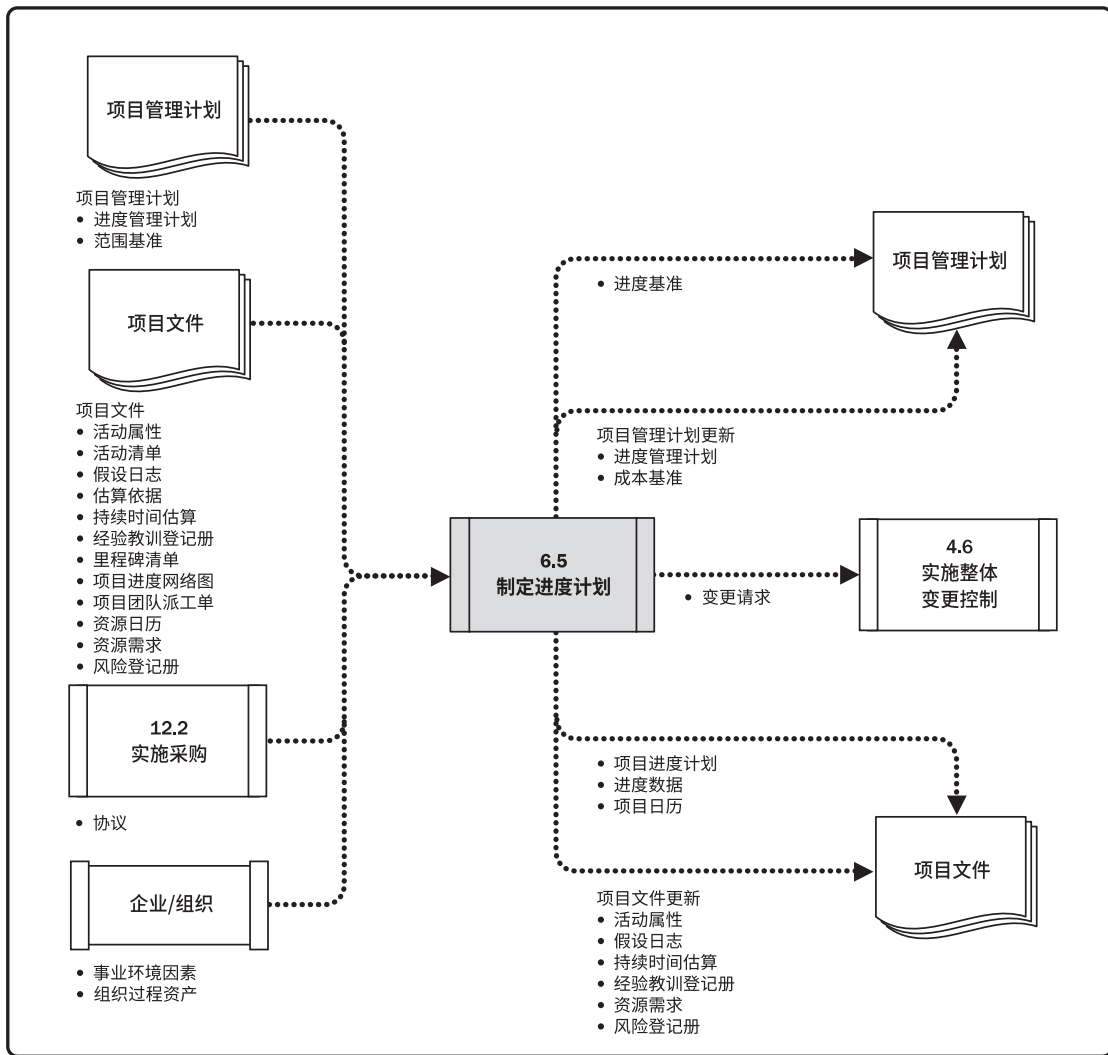 项目管理计划
项目管理计划
• 进度管理计划
• 范围基准
项目文件
项目文件
• 活动属性
• 活动清单
• 假设日志
• 估算依据
• 持续时间估算
• 经验教训登记册
• 里程碑清单
• 项目进度网络图
• 项目团队派工单
• 资源日历
• 资源需求
• 风险登记册
12.2
实施采购
• 协议
企业/组织
• 事业环境因素
• 组织过程资产
6.5
制定进度计划
• 进度基准
项目管理计划
项目管理计划更新
• 进度管理计划
• 成本基准
• 变更请求
4.6
实施整体
变更控制
• 项目进度计划
• 进度数据
• 项目日历
项目文件
项目文件更新
• 活动属性
• 假设日志
• 持续时间估算
• 经验教训登记册
• 资源需求
• 风险登记册